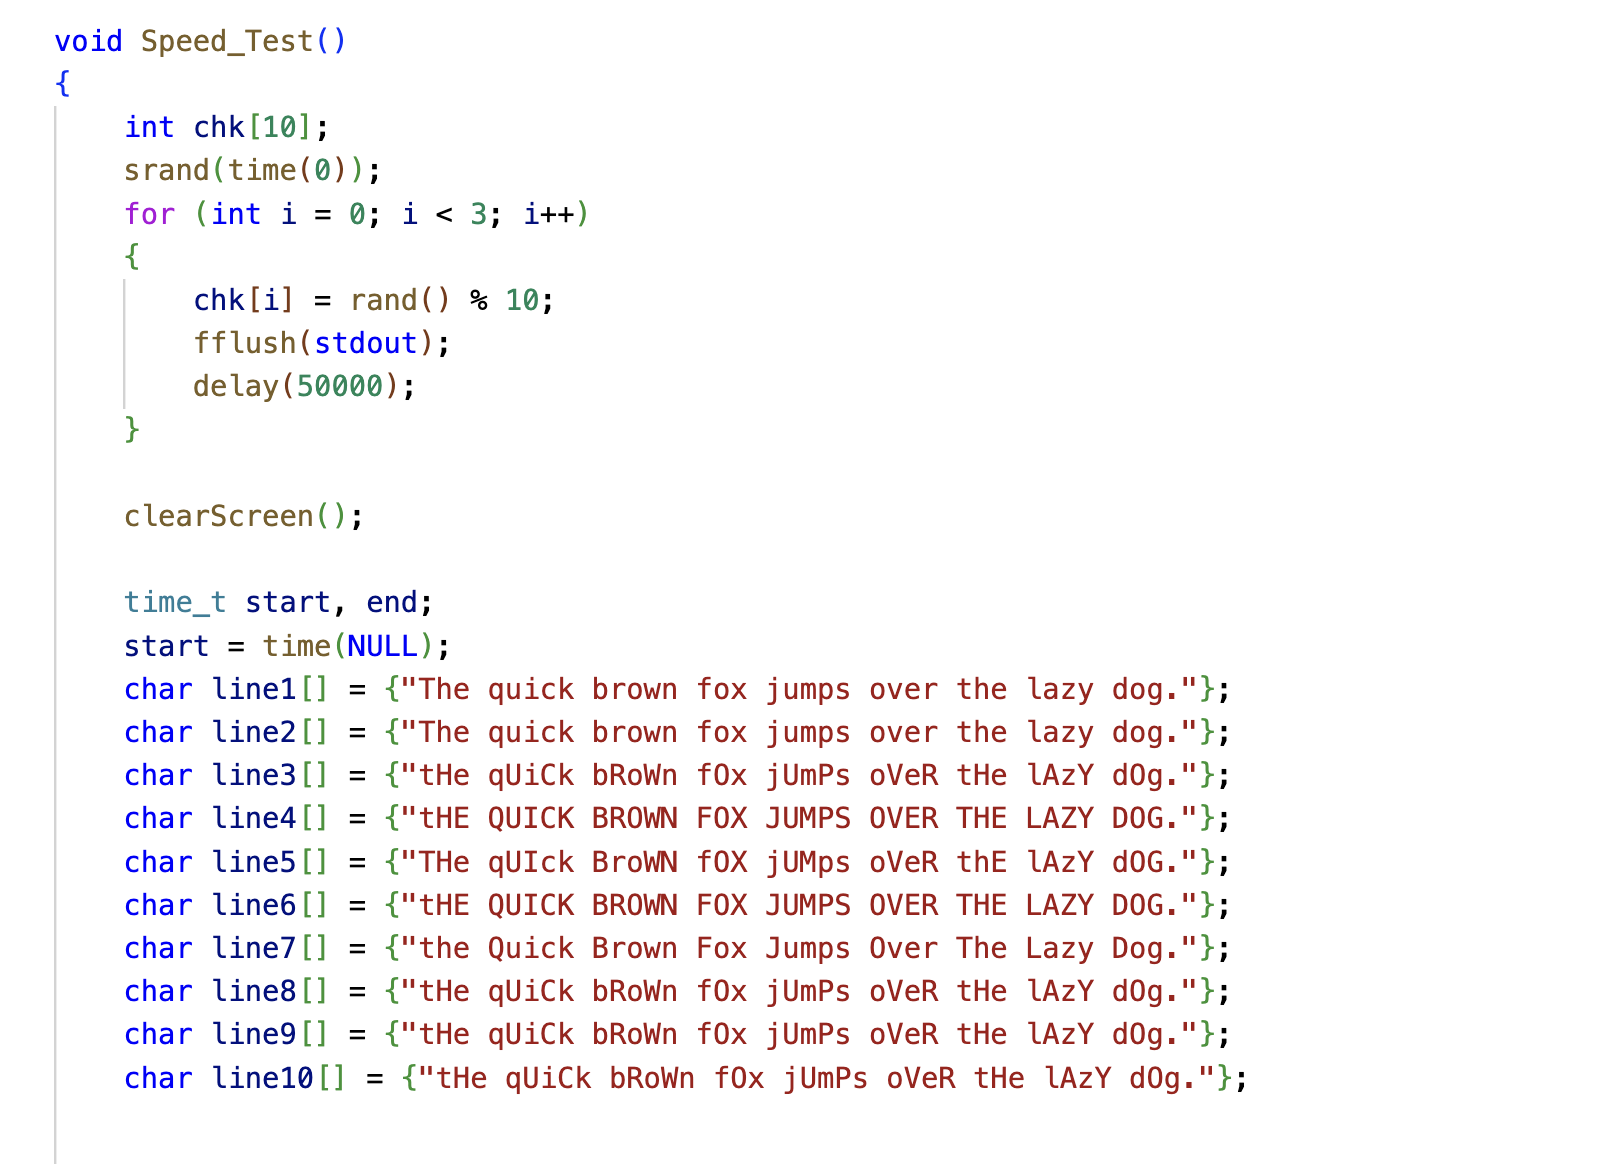 void Speed_Test()
{
    int chk[10];
    srand(time(0));
    for (int i = 0; i < 3; i++)
    {
        chk[i] = rand() % 10;
        fflush(stdout);
        delay(50000);
    }

    clearScreen();

    time_t start, end;
    start = time(NULL);
    char line1[] = {"The quick brown fox jumps over the lazy dog."};
    char line2[] = {"The quick brown fox jumps over the lazy dog."};
    char line3[] = {"tHe qUiCk bRoWn fOx jUmPs oVeR tHe lAzY dOg."};
    char line4[] = {"tHE QUICK BROWN FOX JUMPS OVER THE LAZY DOG."};
    char line5[] = {"THe qUIck BroWN fOX jUMps oVeR thE lAzY dOG."};
    char line6[] = {"tHE QUICK BROWN FOX JUMPS OVER THE LAZY DOG."};
    char line7[] = {"the Quick Brown Fox Jumps Over The Lazy Dog."};
    char line8[] = {"tHe qUiCk bRoWn fOx jUmPs oVeR tHe lAzY dOg."};
    char line9[] = {"tHe qUiCk bRoWn fOx jUmPs oVeR tHe lAzY dOg."};
    char line10[] = {"tHe qUiCk bRoWn fOx jUmPs oVeR tHe lAzY dOg."};